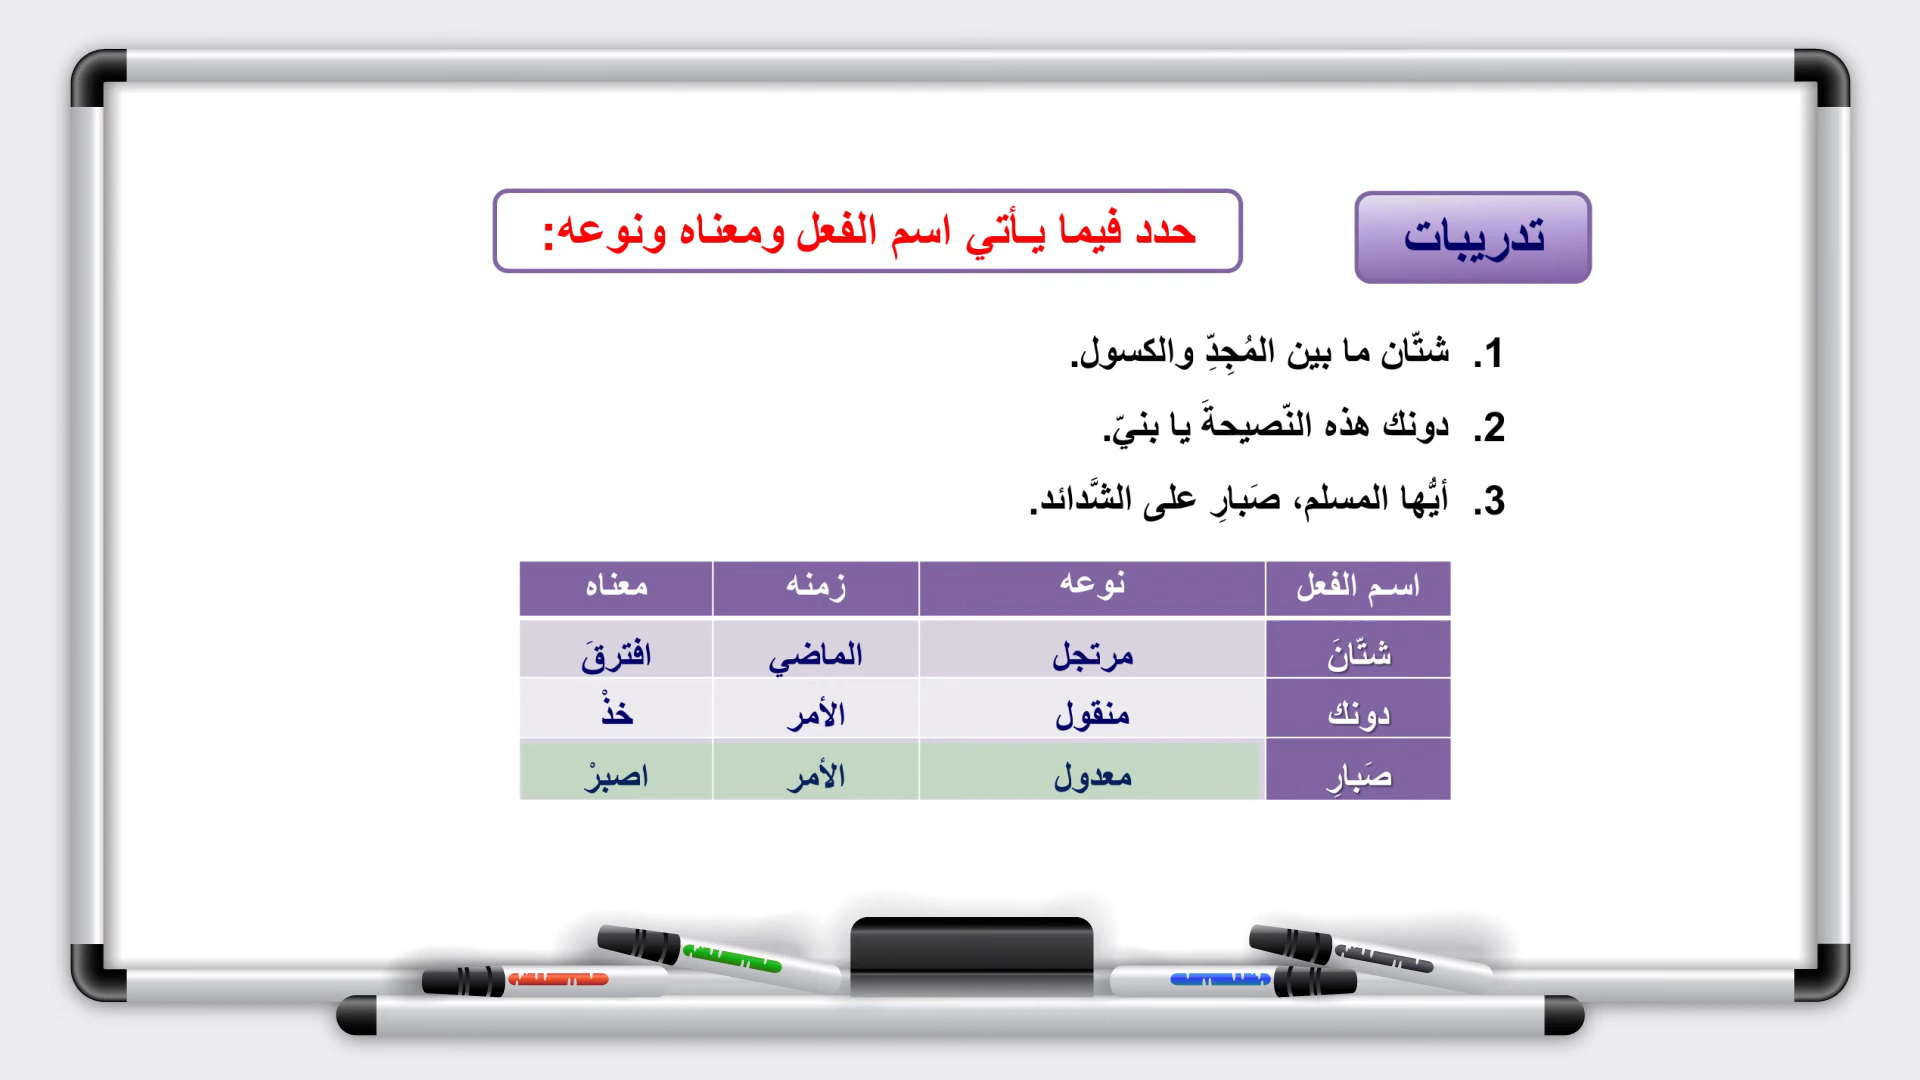 تدريبات
حدد فيما يأتي اسم الفعل ومعناه ونوعه:
1. شتّان ما بين المُجِدِّ والكسول.
2. دونك هذه النّصيحةَ يا بنيّ.
3. أيُّها المسلم، صَبارِ على الشَّدائد.
اسم الفعل نوعه زمنه معناه
شتّانَ مرتجل الماضي افترقَ
دونك منقول الأمر خذْ
صَبارِ معدول الأمر اصبرْ